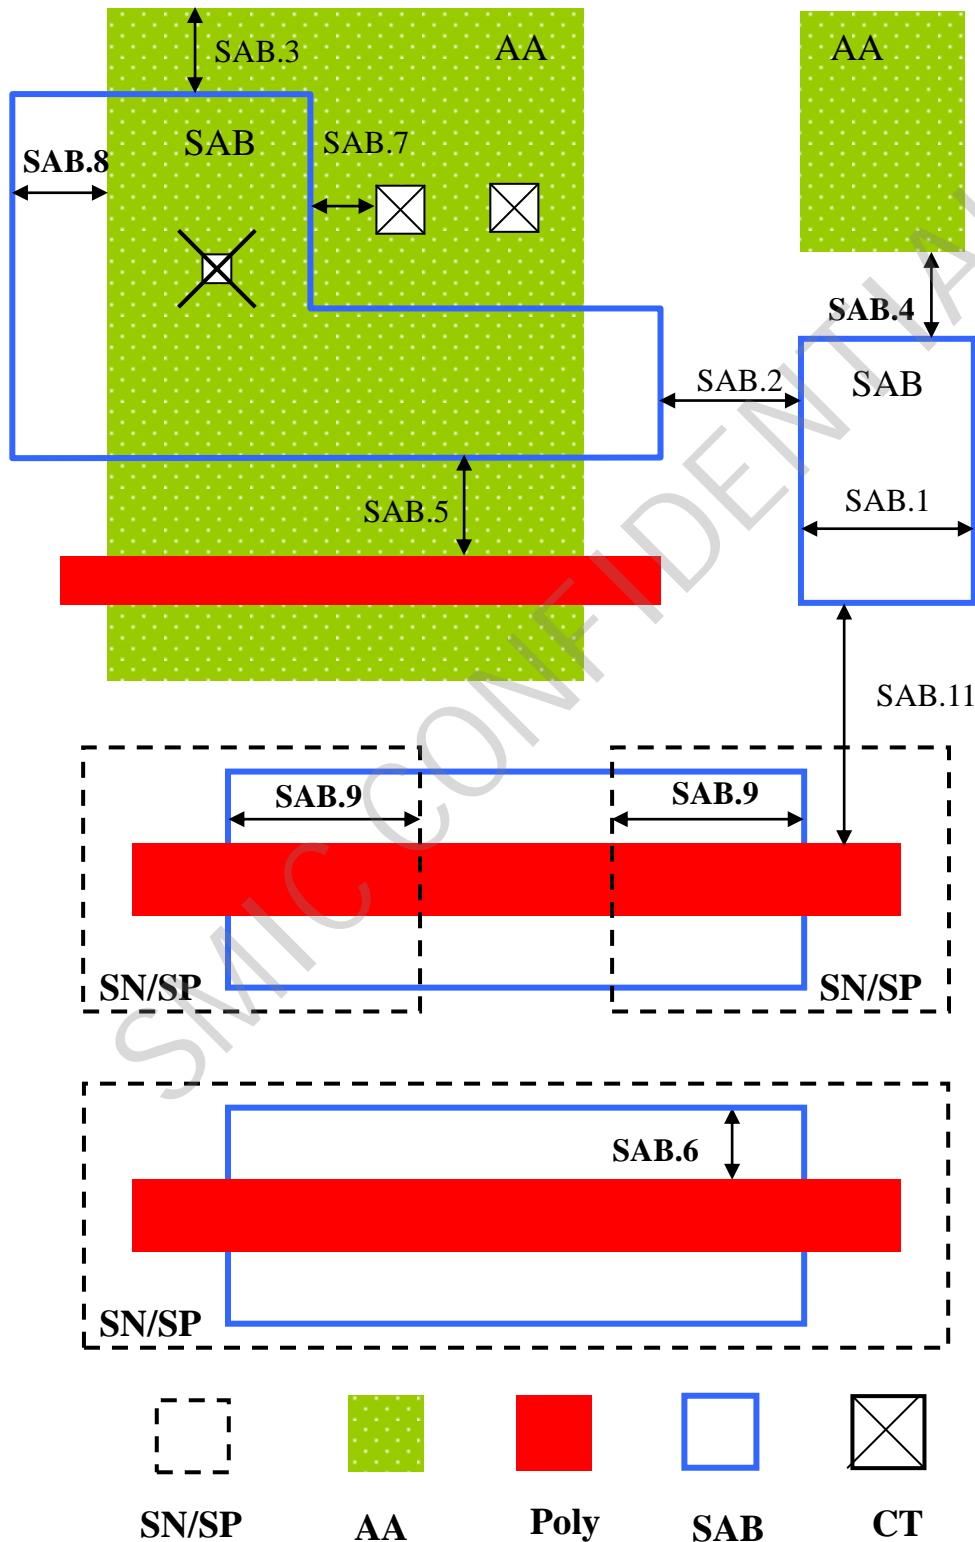 SAB.3
AA
AA
SAB
SAB.7
SAB.8
SAB.4
SAB
SAB.2
SAB.1
SAB.5
SAB.11
SAB.9
SAB.9
SN/SP
SN/SP
SAB.6
SN/SP
SMIC CONFIDENTIAL
SN/SP
AA
Poly
SAB
CT